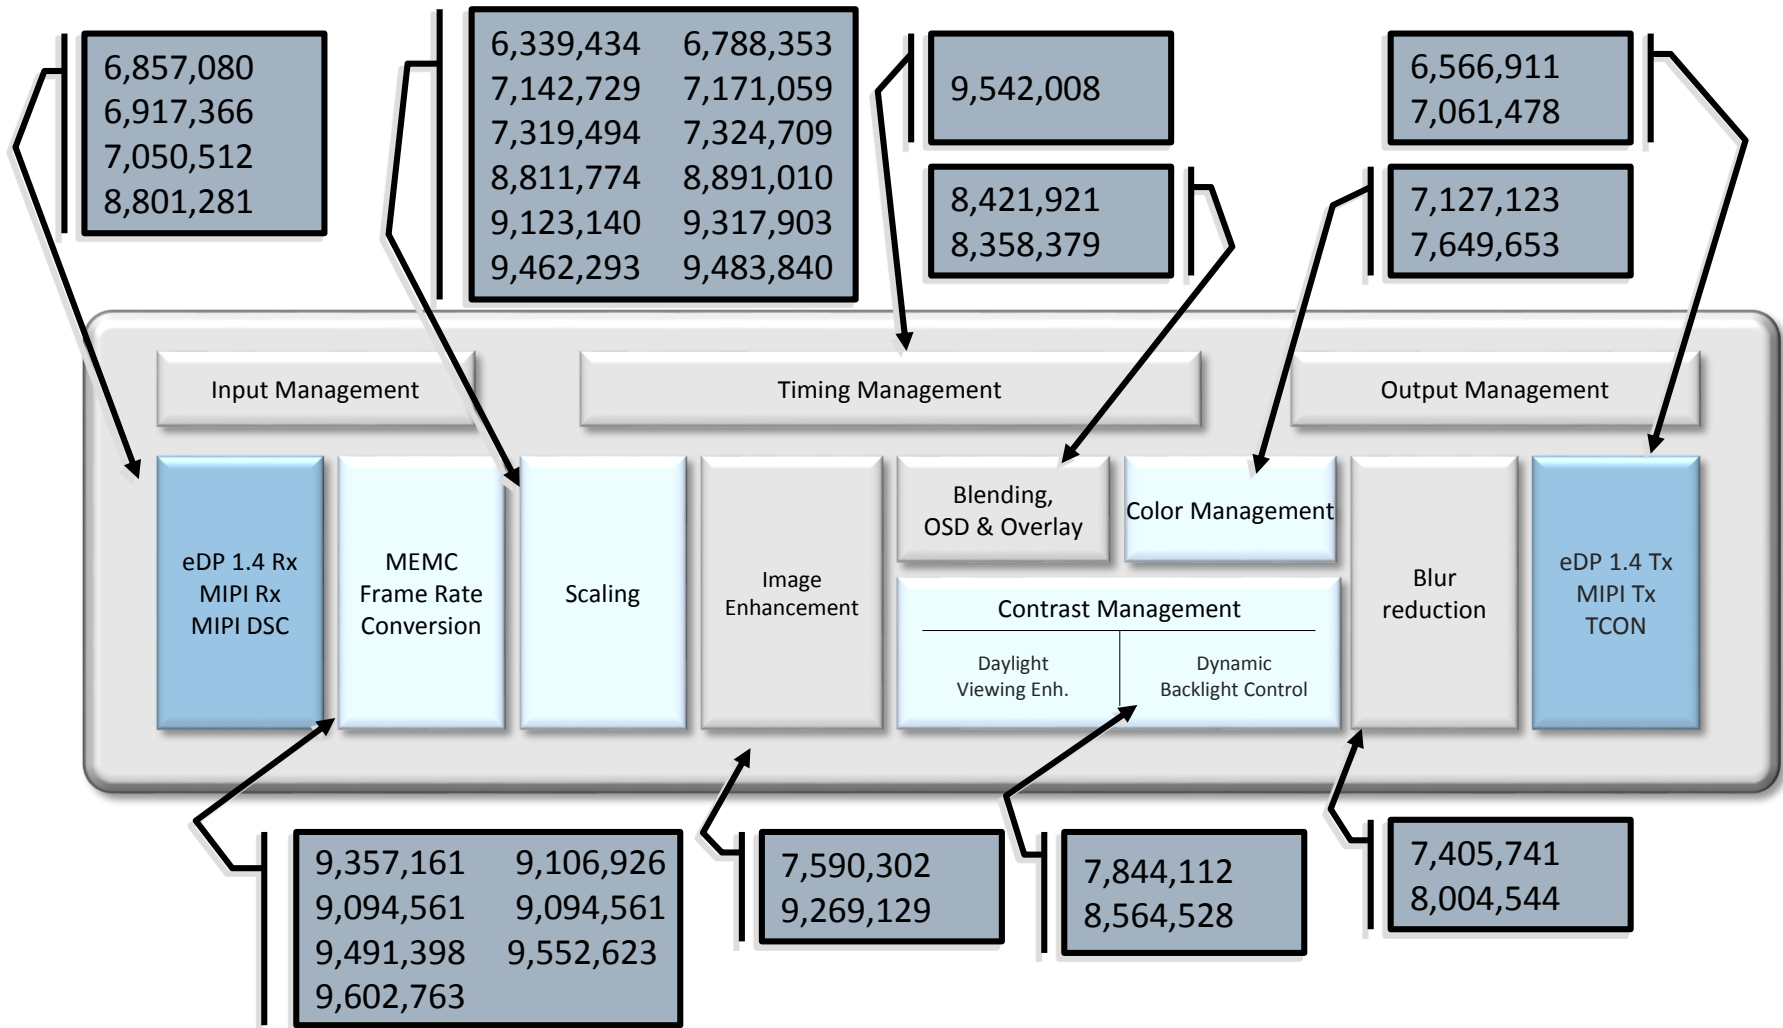 6,857,080
6,917,366
7,050,512
8,801,281
6,339,434 6,788,353
7,142,729 7,171,059
7,319,494 7,324,709
8,811,774 8,891,010
9,123,140 9,317,903
9,462,293 9,483,840
9,542,008
8,421,921
8,358,379
6,566,911
7,061,478
7,127,123
7,649,653
Input Management
Timing Management
Output Management
eDP 1.4 Rx
MIPI Rx
MIPI DSC
MEMC
Frame Rate
Conversion
Scaling
Image
Enhancement
Blending,
OSD & Overlay
Color Management
Contrast Management
Daylight
Viewing Enh.
Dynamic
Backlight Control
Blur
reduction
eDP 1.4 Tx
MIPI Tx
TCON
9,357,161 9,106,926
9,094,561 9,094,561
9,491,398 9,552,623
9,602,763
7,590,302
9,269,129
7,844,112
8,564,528
7,405,741
8,004,544